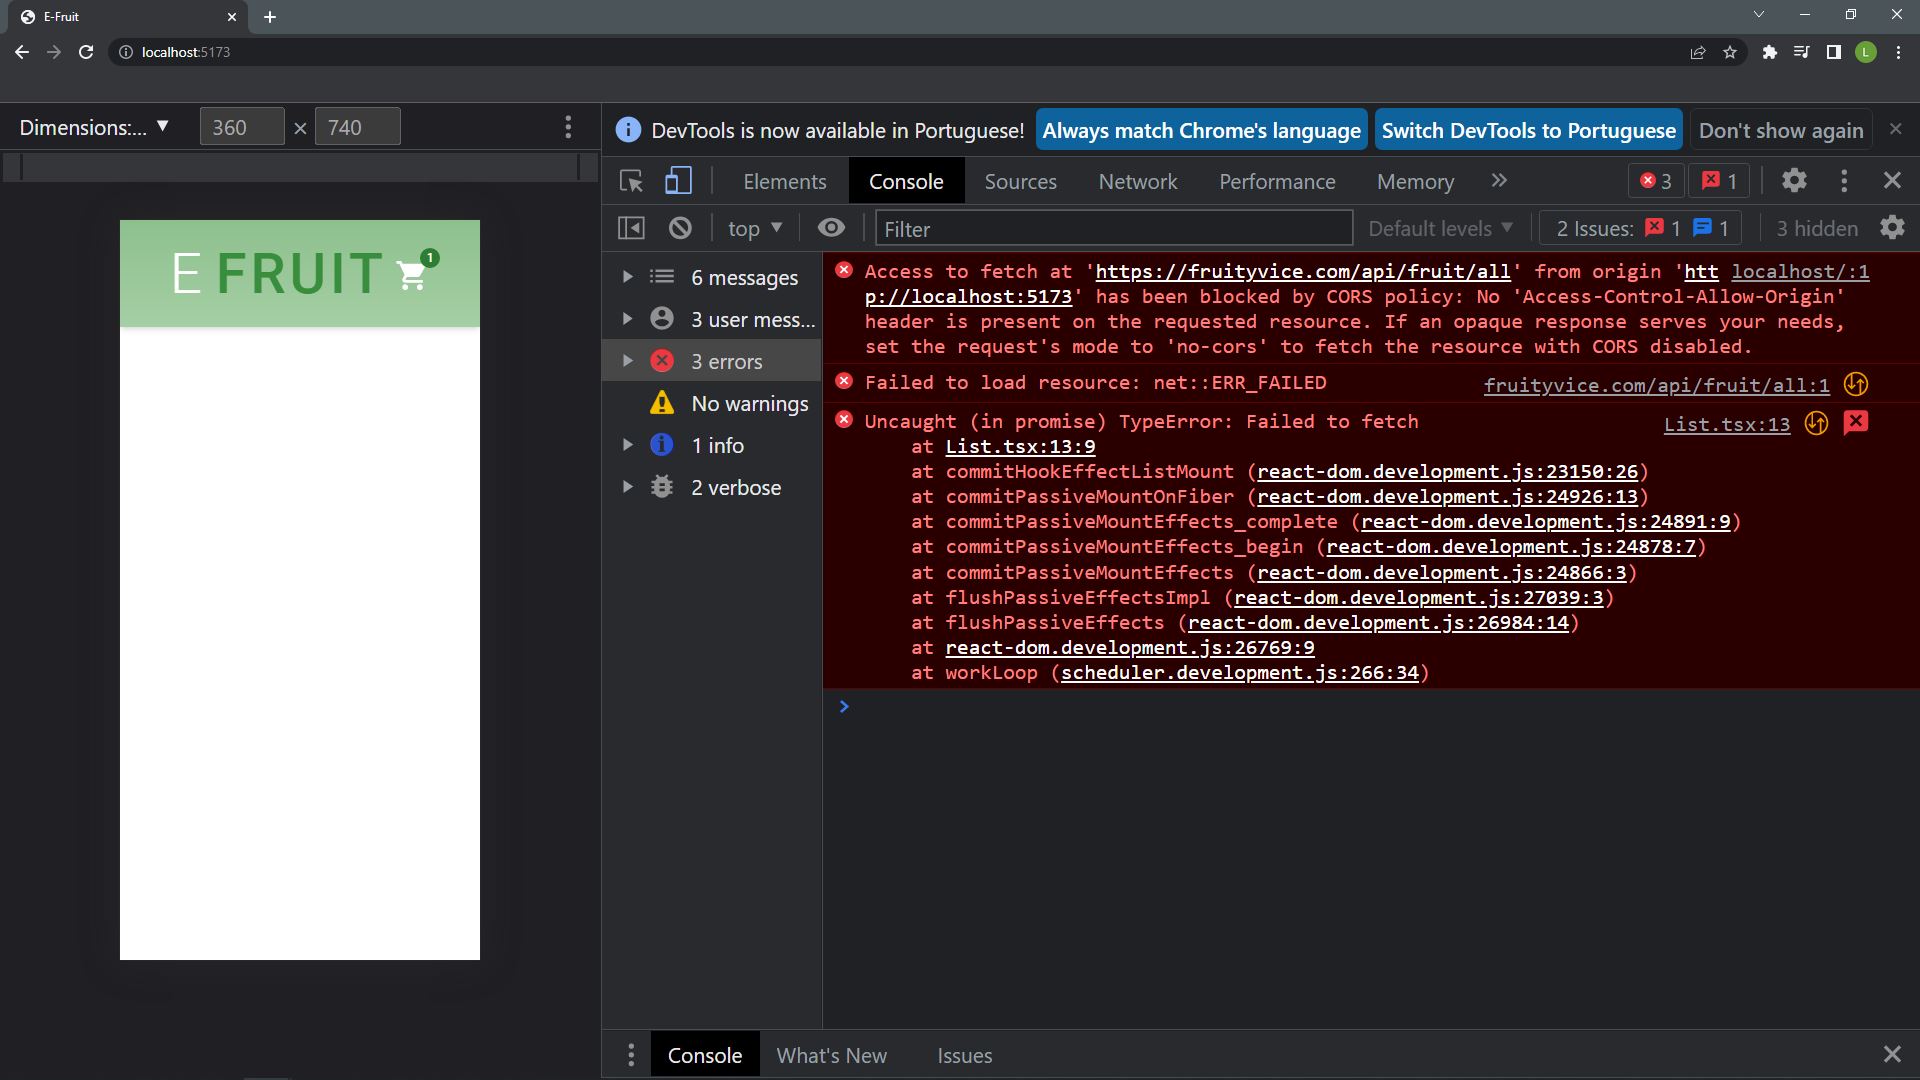 E-Fruit
localhost:5173
L
Dimensions:... ▼ 360 × 740
DevTools is now available in Portuguese! Always match Chrome's language Switch DevTools to Portuguese Don't show again
Elements Console Sources Network Performance Memory 3 1
top ▼ Filter Default levels ▼ 2 Issues: 1 1 3 hidden
E FRUIT 1
6 messages
3 user mess...
3 errors
No warnings
1 info
2 verbose
Access to fetch at 'https://fruityvice.com/api/fruit/all' from origin 'htt localhost/:1
p://localhost:5173' has been blocked by CORS policy: No 'Access-Control-Allow-Origin'
header is present on the requested resource. If an opaque response serves your needs,
set the request's mode to 'no-cors' to fetch the resource with CORS disabled.
Failed to load resource: net::ERR_FAILED fruityvice.com/api/fruit/all:1
Uncaught (in promise) TypeError: Failed to fetch List.tsx:13
at List.tsx:13:9
at commitHookEffectListMount (react-dom.development.js:23150:26)
at commitPassiveMountOnFiber (react-dom.development.js:24926:13)
at commitPassiveMountEffects_complete (react-dom.development.js:24891:9)
at commitPassiveMountEffects_begin (react-dom.development.js:24878:7)
at commitPassiveMountEffects (react-dom.development.js:24866:3)
at flushPassiveEffectsImpl (react-dom.development.js:27039:3)
at flushPassiveEffects (react-dom.development.js:26984:14)
at react-dom.development.js:26769:9
at workLoop (scheduler.development.js:266:34)
Console What's New Issues